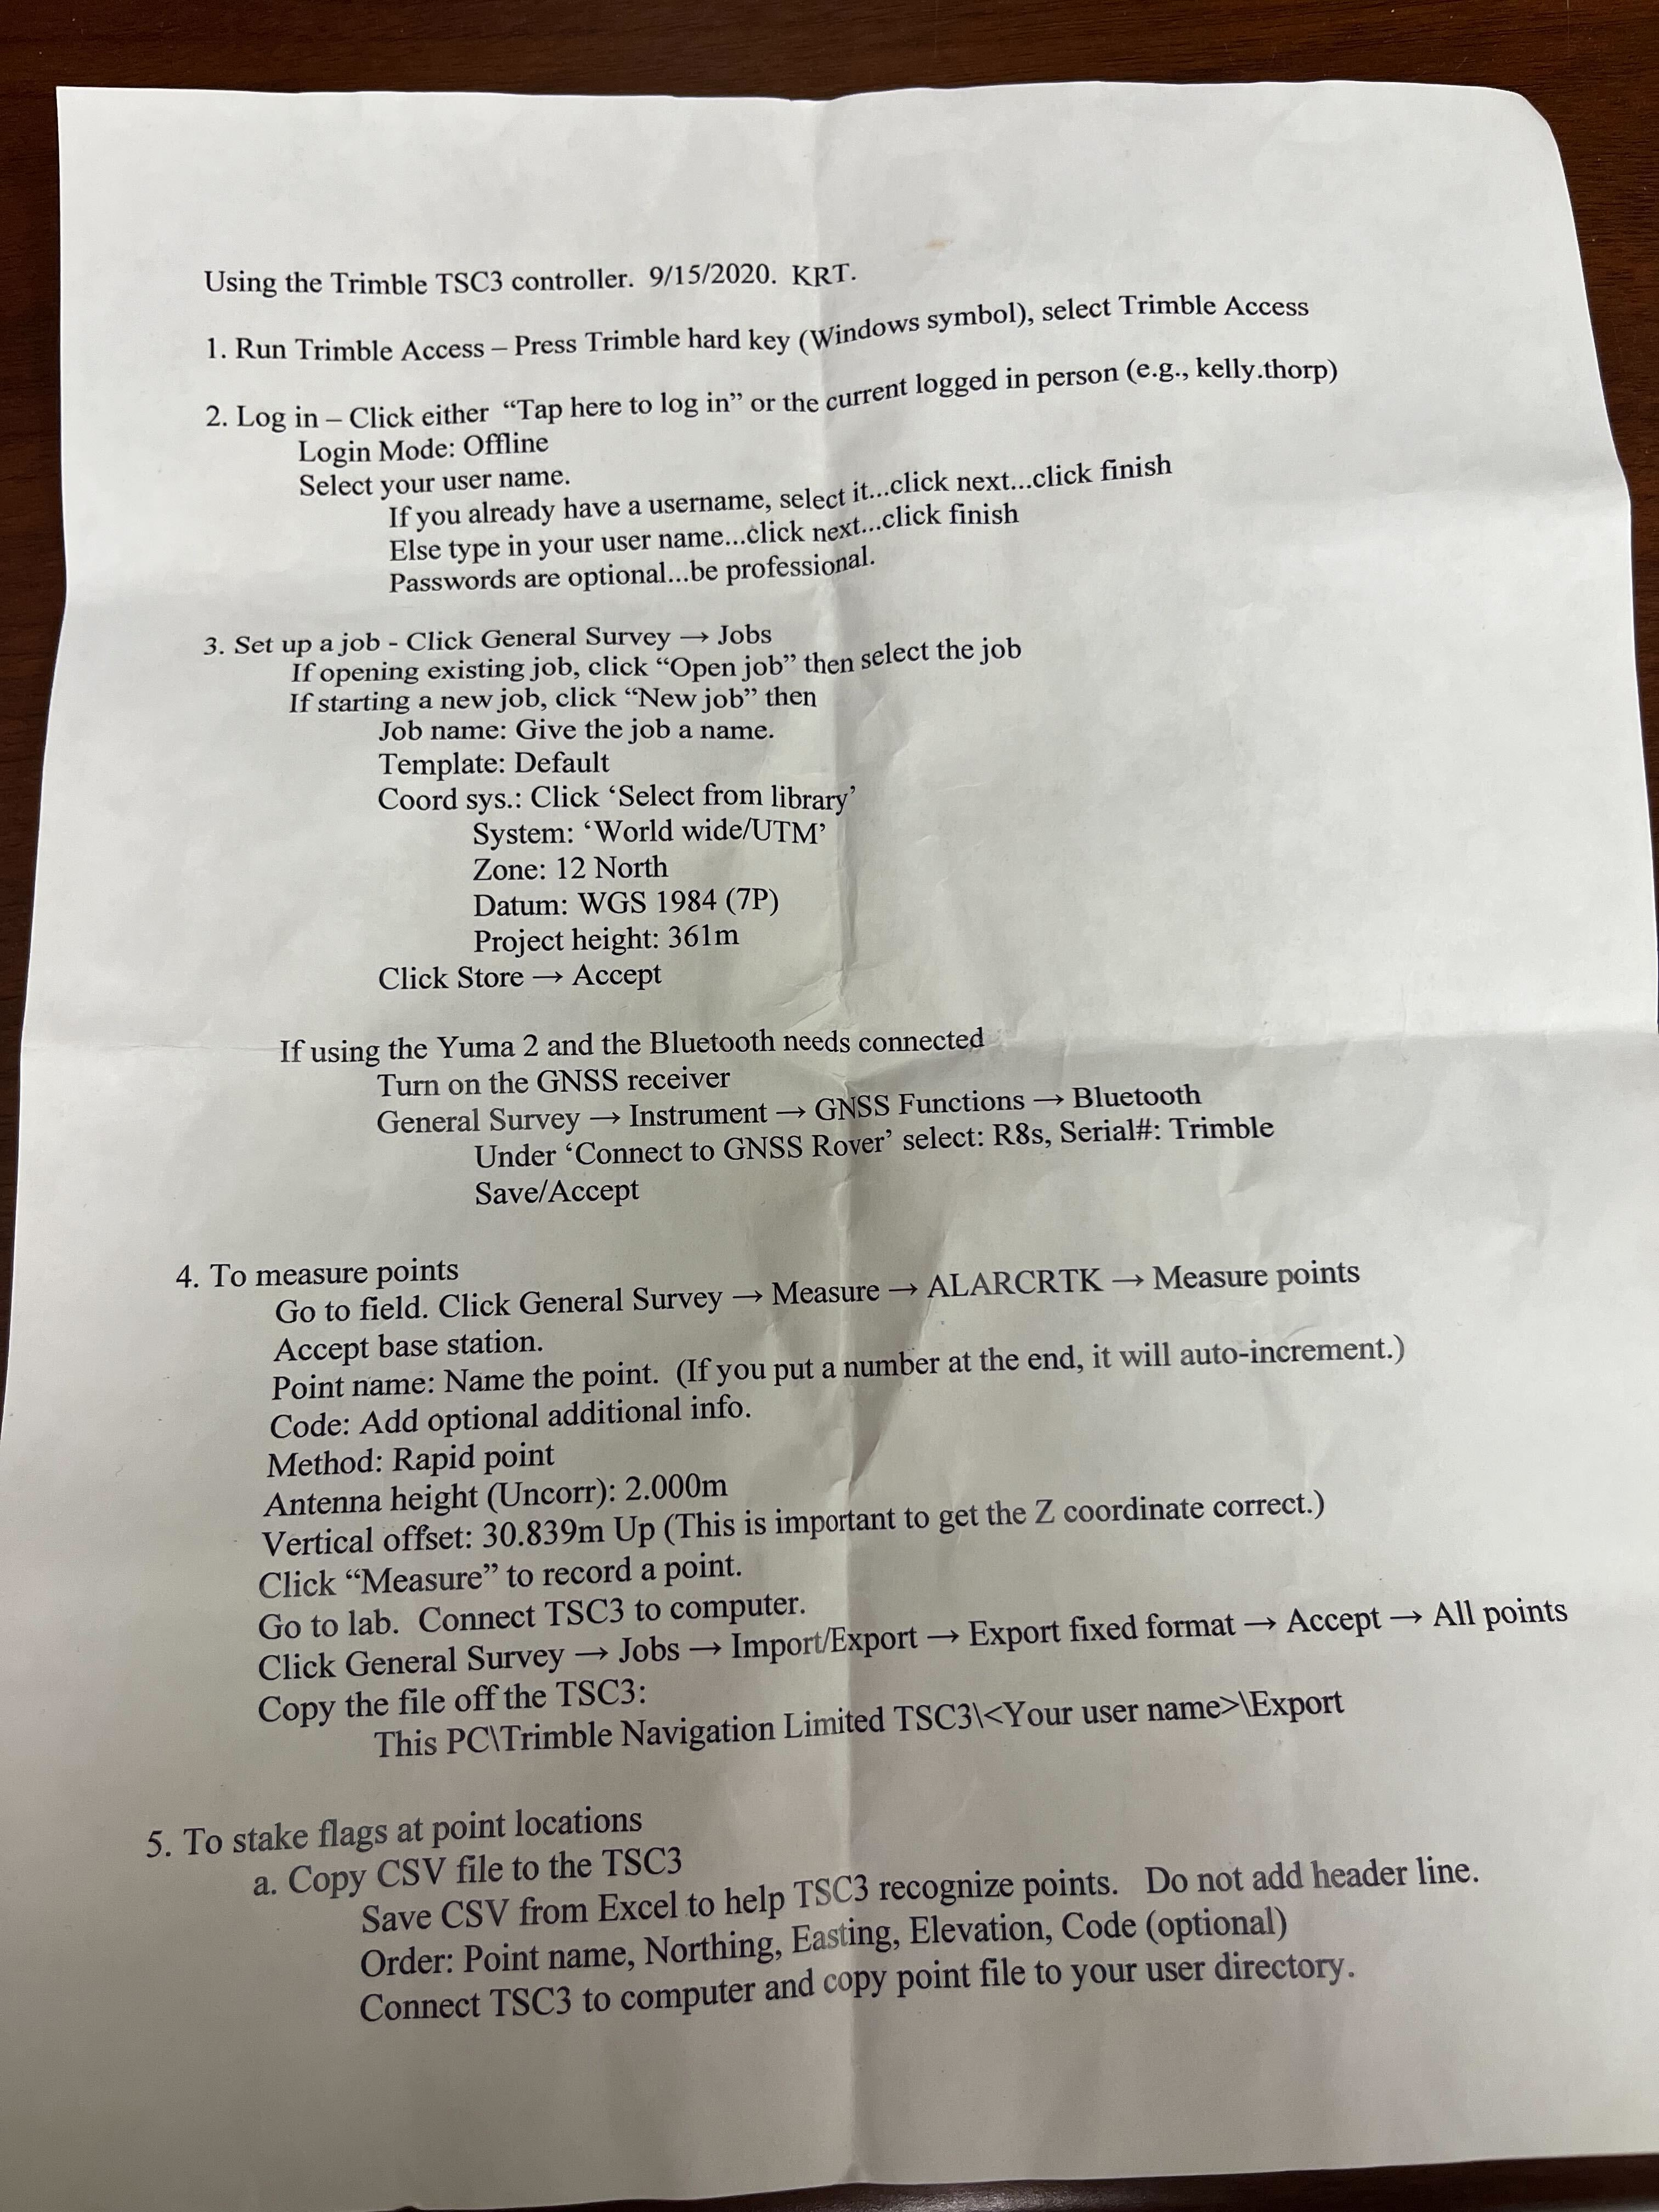 Using the Trimble TSC3 controller. 9/15/2020. KRT.
1. Run Trimble Access – Press Trimble hard key (Windows symbol), select Trimble Access
2. Log in – Click either “Tap here to log in” or the current logged in person (e.g., kelly.thorp)
Login Mode: Offline
Select your user name.
If you already have a username, select it...click next...click finish
Else type in your user name...click next...click finish
Passwords are optional...be professional.
3. Set up a job - Click General Survey → Jobs
If opening existing job, click “Open job” then select the job
If starting a new job, click “New job” then
Job name: Give the job a name.
Template: Default
Coord sys.: Click ‘Select from library’
System: ‘World wide/UTM’
Zone: 12 North
Datum: WGS 1984 (7P)
Project height: 361m
Click Store → Accept
If using the Yuma 2 and the Bluetooth needs connected
Turn on the GNSS receiver
General Survey → Instrument → GNSS Functions → Bluetooth
Under ‘Connect to GNSS Rover’ select: R8s, Serial#: Trimble
Save/Accept
4. To measure points
Go to field. Click General Survey → Measure → ALARCRTK → Measure points
Accept base station.
Point name: Name the point. (If you put a number at the end, it will auto-increment.)
Code: Add optional additional info.
Method: Rapid point
Antenna height (Uncorr): 2.000m
Vertical offset: 30.839m Up (This is important to get the Z coordinate correct.)
Click “Measure” to record a point.
Go to lab. Connect TSC3 to computer.
Click General Survey → Jobs → Import/Export → Export fixed format → Accept → All points
Copy the file off the TSC3:
This PC\Trimble Navigation Limited TSC3\<Your user name>\Export
5. To stake flags at point locations
a. Copy CSV file to the TSC3
Save CSV from Excel to help TSC3 recognize points. Do not add header line.
Order: Point name, Northing, Easting, Elevation, Code (optional)
Connect TSC3 to computer and copy point file to your user directory.